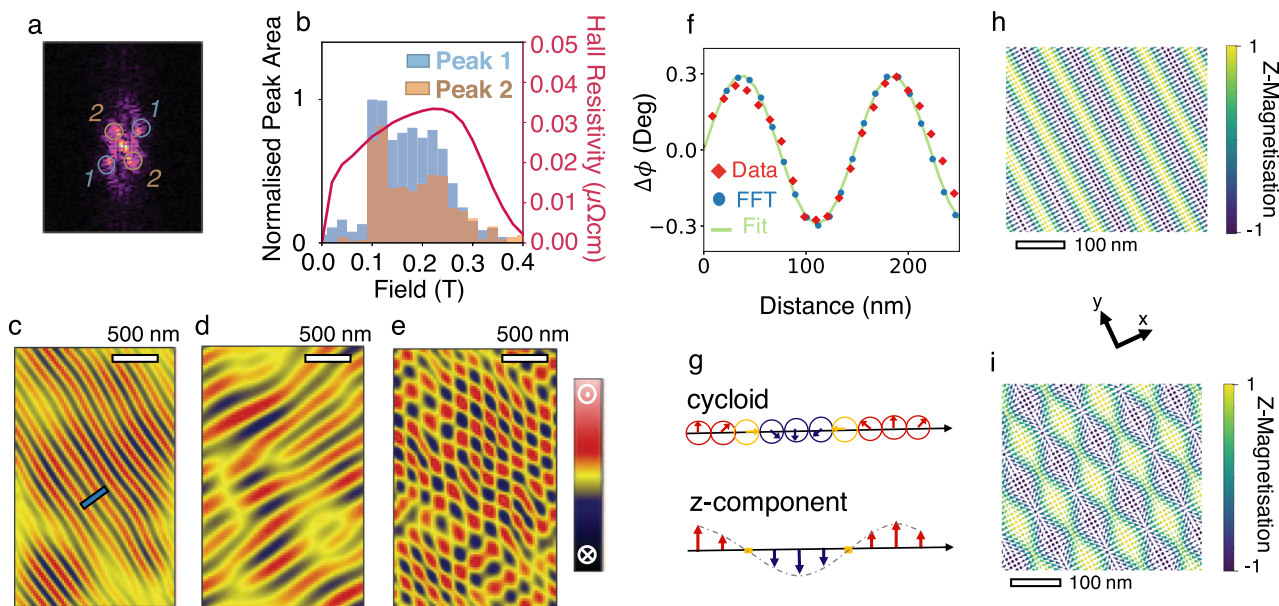 a
2
1
1
2
b
Normalised Peak Area
1
0
Peak 1
Peak 2
0.0
0.1
0.2
0.3
0.4
Field (T)
0.05
0.04
0.03
0.02
0.01
0.00
Hall Resistivity (μΩcm)
f
Δϕ (Deg)
0.3
0.0
−0.3
Data
FFT
Fit
0
100
200
Distance (nm)
h
1
-1
Z-Magnetisation
100 nm
c
500 nm
d
500 nm
e
500 nm
g
cycloid
z-component
y
x
i
1
-1
Z-Magnetisation
100 nm